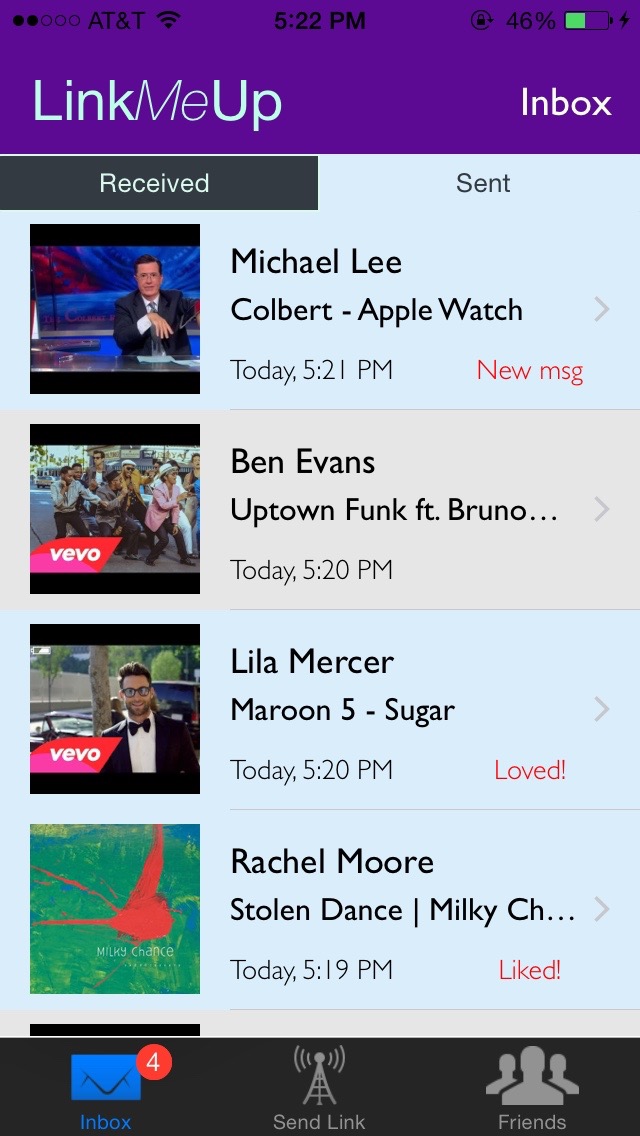 AT&T 5:22 PM 46%
LinkMeUp Inbox
Received Sent
Michael Lee
Colbert - Apple Watch
Today, 5:21 PM New msg
Ben Evans
Uptown Funk ft. Bruno…
vevo
Today, 5:20 PM
Lila Mercer
Maroon 5 - Sugar
vevo
Today, 5:20 PM Loved!
Rachel Moore
Stolen Dance | Milky Ch…
Milky Chance
Today, 5:19 PM Liked!
4
Inbox Send Link Friends